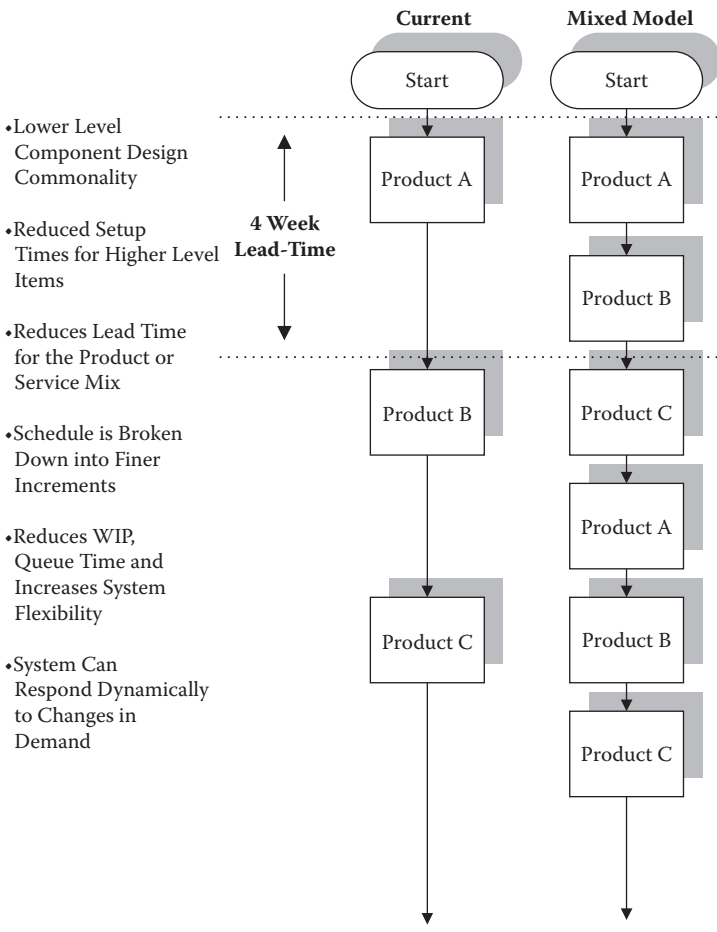 Current
Mixed Model
Start
Start
•Lower Level
Component Design
Commonality
•Reduced Setup
Times for Higher Level
Items
•Reduces Lead Time
for the Product or
Service Mix
•Schedule is Broken
Down into Finer
Increments
•Reduces WIP,
Queue Time and
Increases System
Flexibility
•System Can
Respond Dynamically
to Changes in
Demand
4 Week
Lead-Time
Product A
Product B
Product C
Product A
Product B
Product C
Product A
Product B
Product C